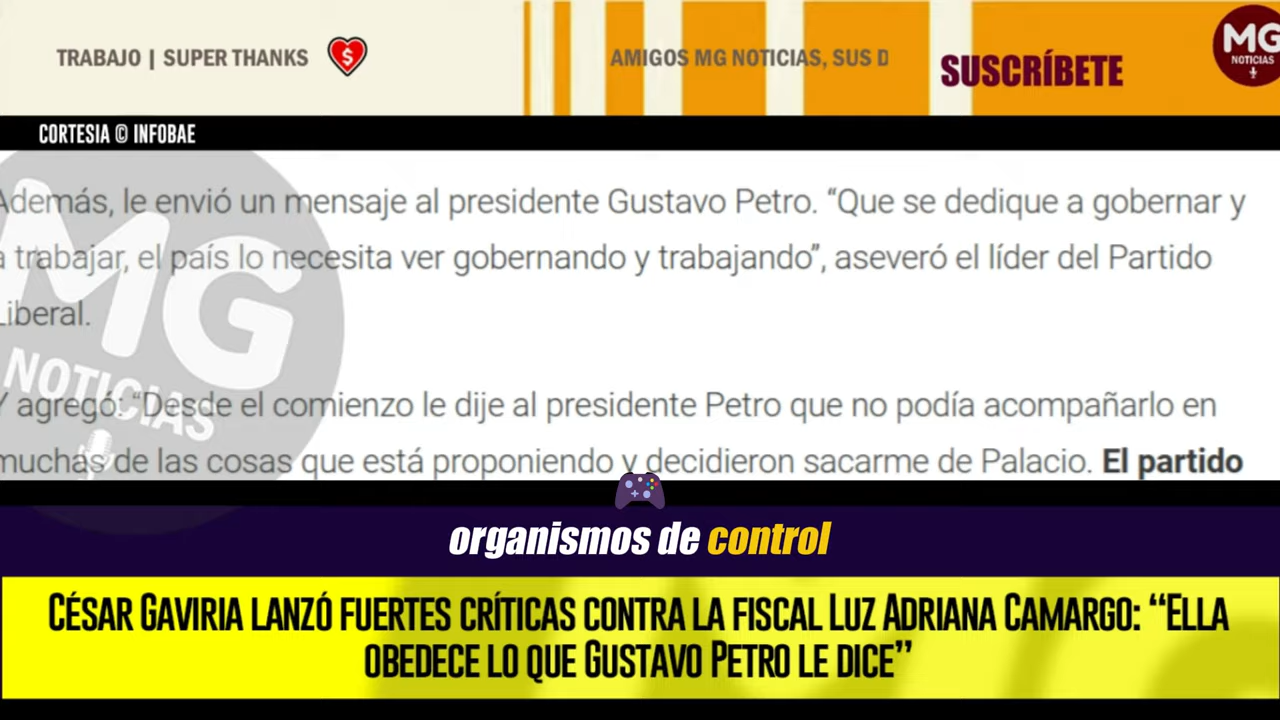 TRABAJO | SUPER THANKS
AMIGOS MG NOTICIAS, SUS D
SUSCRÍBETE
MG
NOTICIAS
CORTESIA © INFOBAE
Además, le envió un mensaje al presidente Gustavo Petro. “Que se dedique a gobernar y
a trabajar, el país lo necesita ver gobernando y trabajando”, aseveró el líder del Partido
Liberal.
MG
NOTICIAS
Y agregó: “Desde el comienzo le dije al presidente Petro que no podía acompañarlo en
muchas de las cosas que está proponiendo y decidieron sacarme de Palacio. El partido
organismos de control
CÉSAR GAVIRIA LANZÓ FUERTES CRÍTICAS CONTRA LA FISCAL LUZ ADRIANA CAMARGO: “ELLA
OBEDECE LO QUE GUSTAVO PETRO LE DICE”